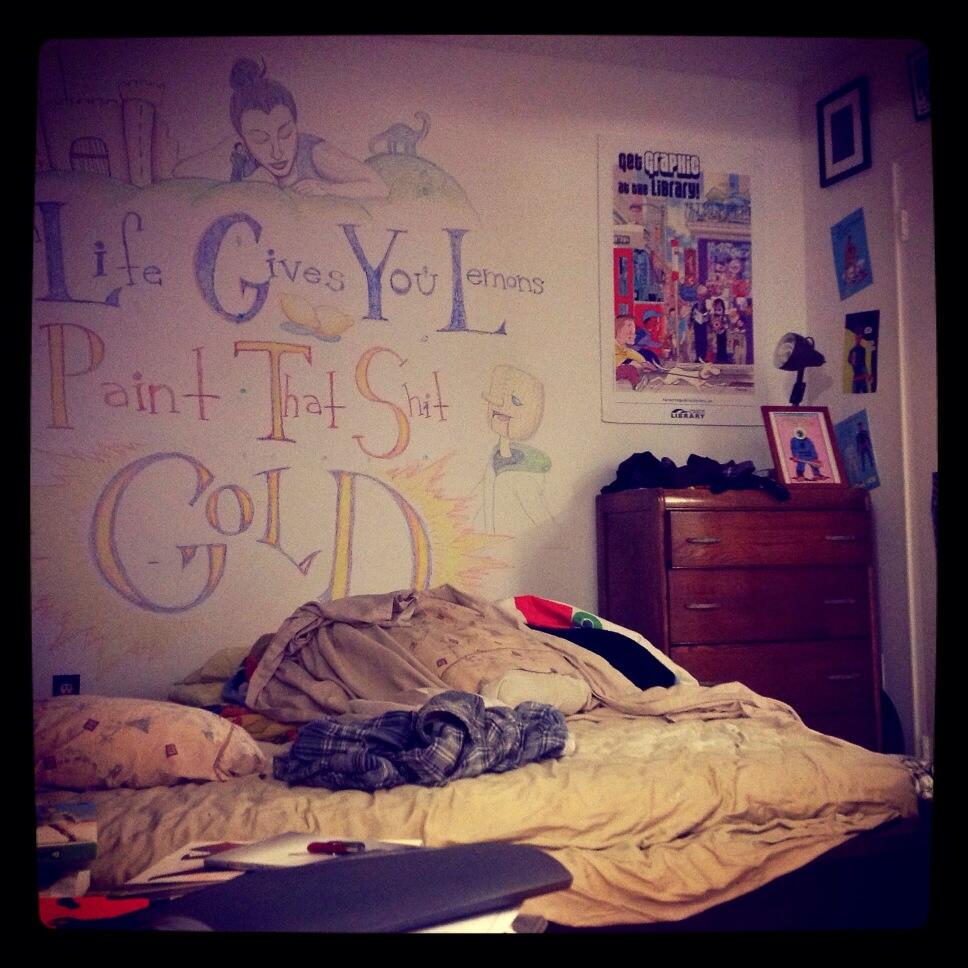 Life Gives You Lemons
Paint That Shit
GOLD
Get GRAPHIC
at the Library!
LIBRARY